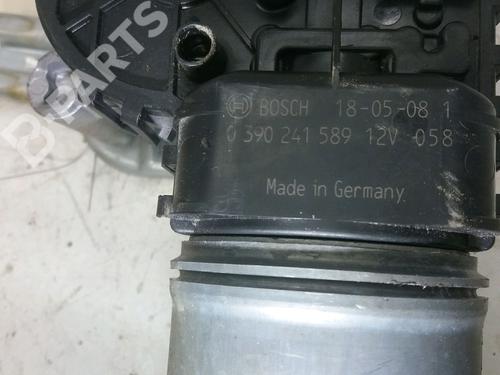 B-PARTS
BOSCH 18-05-08 1
0 390 241 589 12V 058
Made in Germany